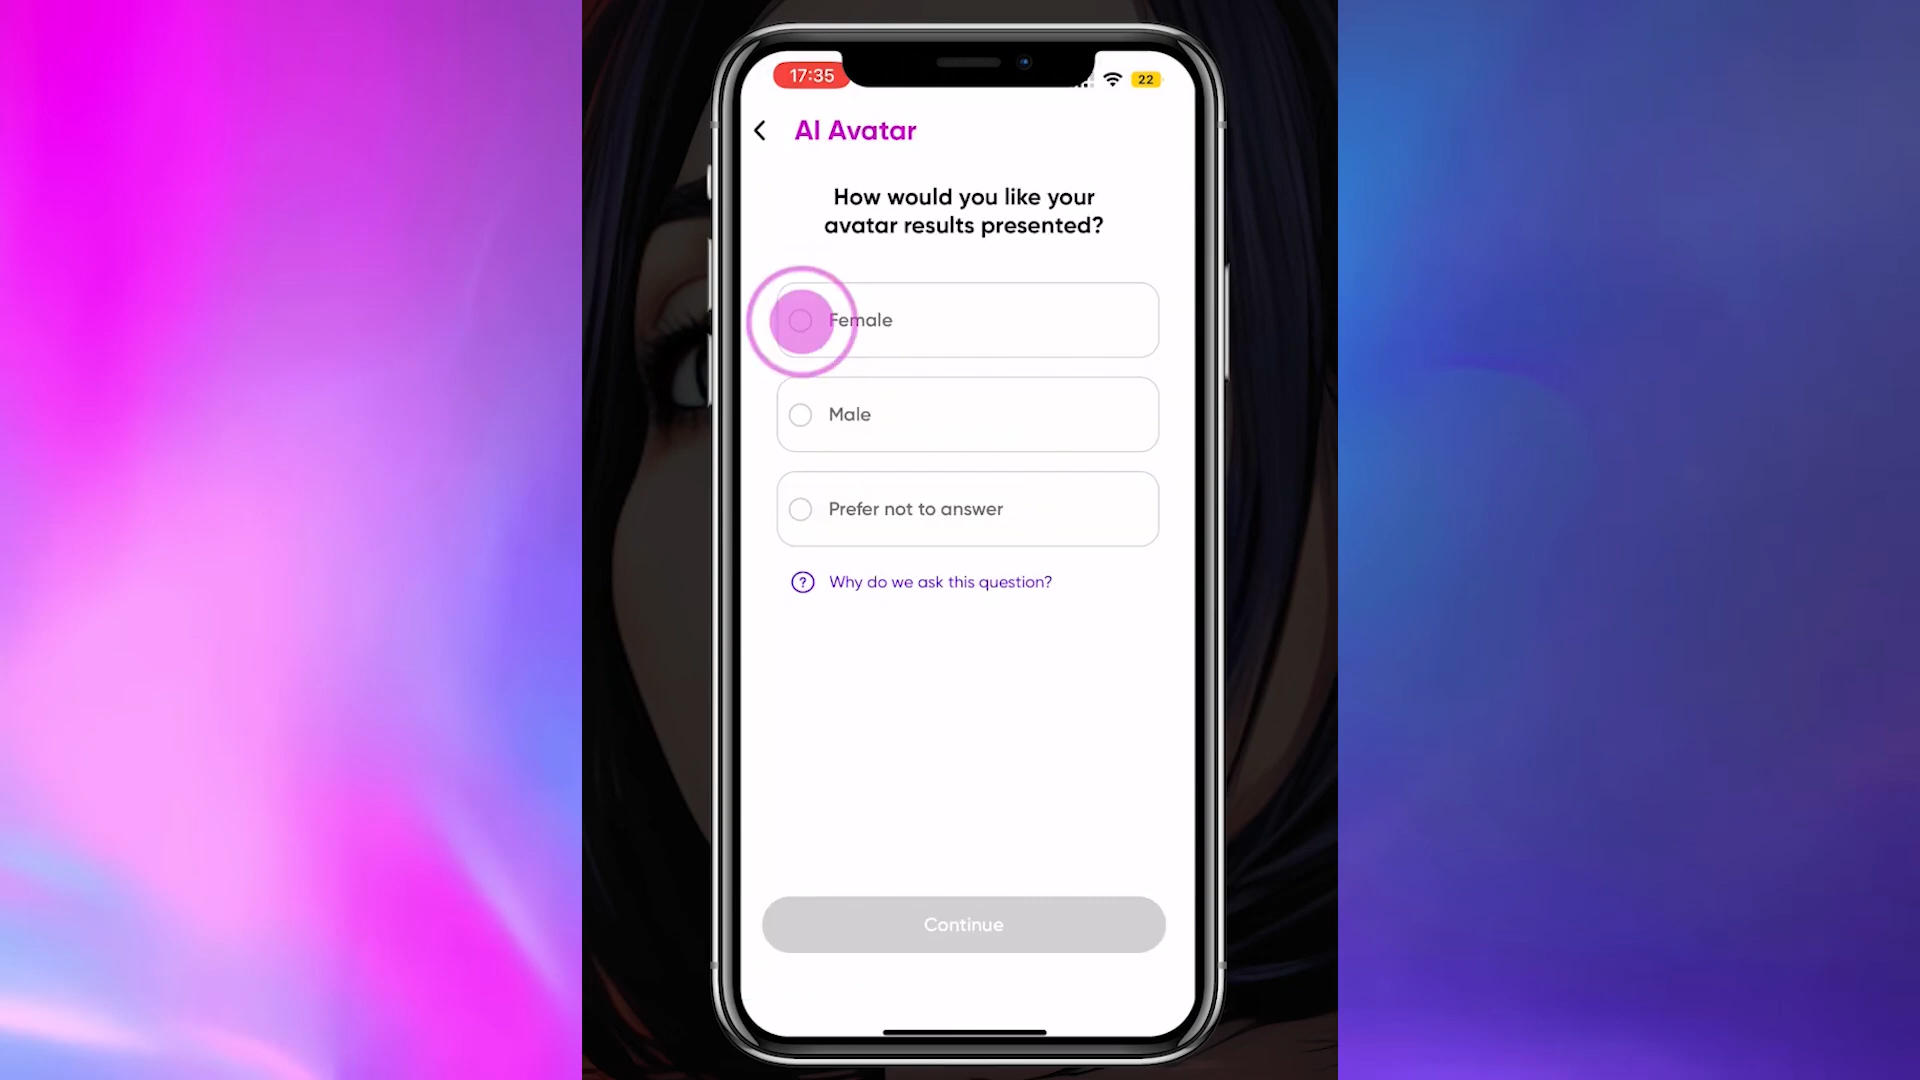 17:35
22
AI Avatar
How would you like your
avatar results presented?
Female
Male
Prefer not to answer
? Why do we ask this question?
Continue